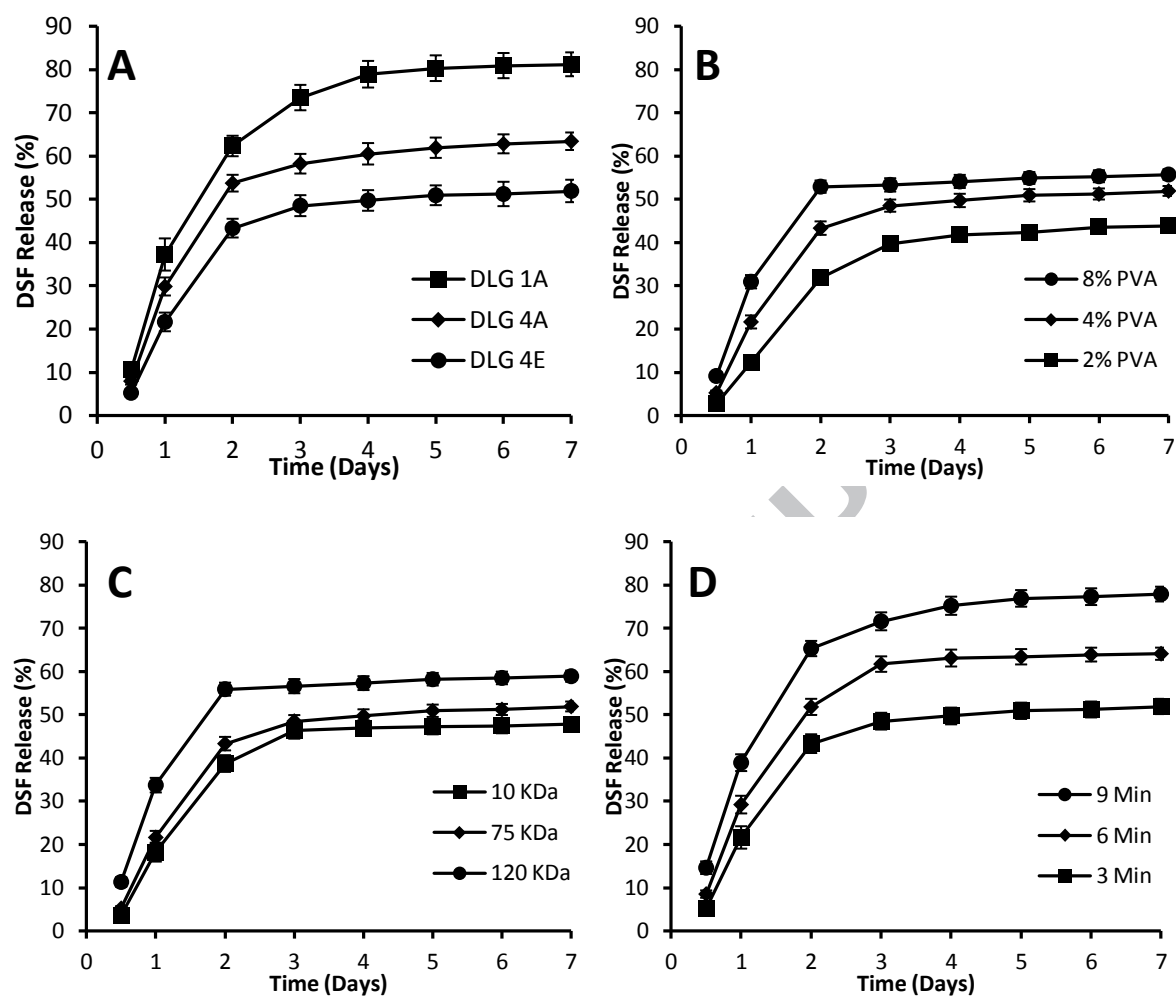 A
DSF Release (%)
90
80
70
60
50
40
30
20
10
0
DLG 1A
DLG 4A
DLG 4E
0 1 2 3 4 5 6 7
Time (Days)
B
DSF Release (%)
90
80
70
60
50
40
30
20
10
0
8% PVA
4% PVA
2% PVA
0 1 2 3 4 5 6 7
Time (Days)
C
DSF Release (%)
90
80
70
60
50
40
30
20
10
0
10 KDa
75 KDa
120 KDa
0 1 2 3 4 5 6 7
Time (Days)
D
DSF Release (%)
90
80
70
60
50
40
30
20
10
0
9 Min
6 Min
3 Min
0 1 2 3 4 5 6 7
Time (Days)